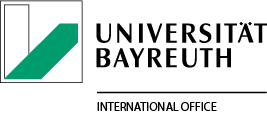 UNIVERSITÄT
BAYREUTH
INTERNATIONAL OFFICE